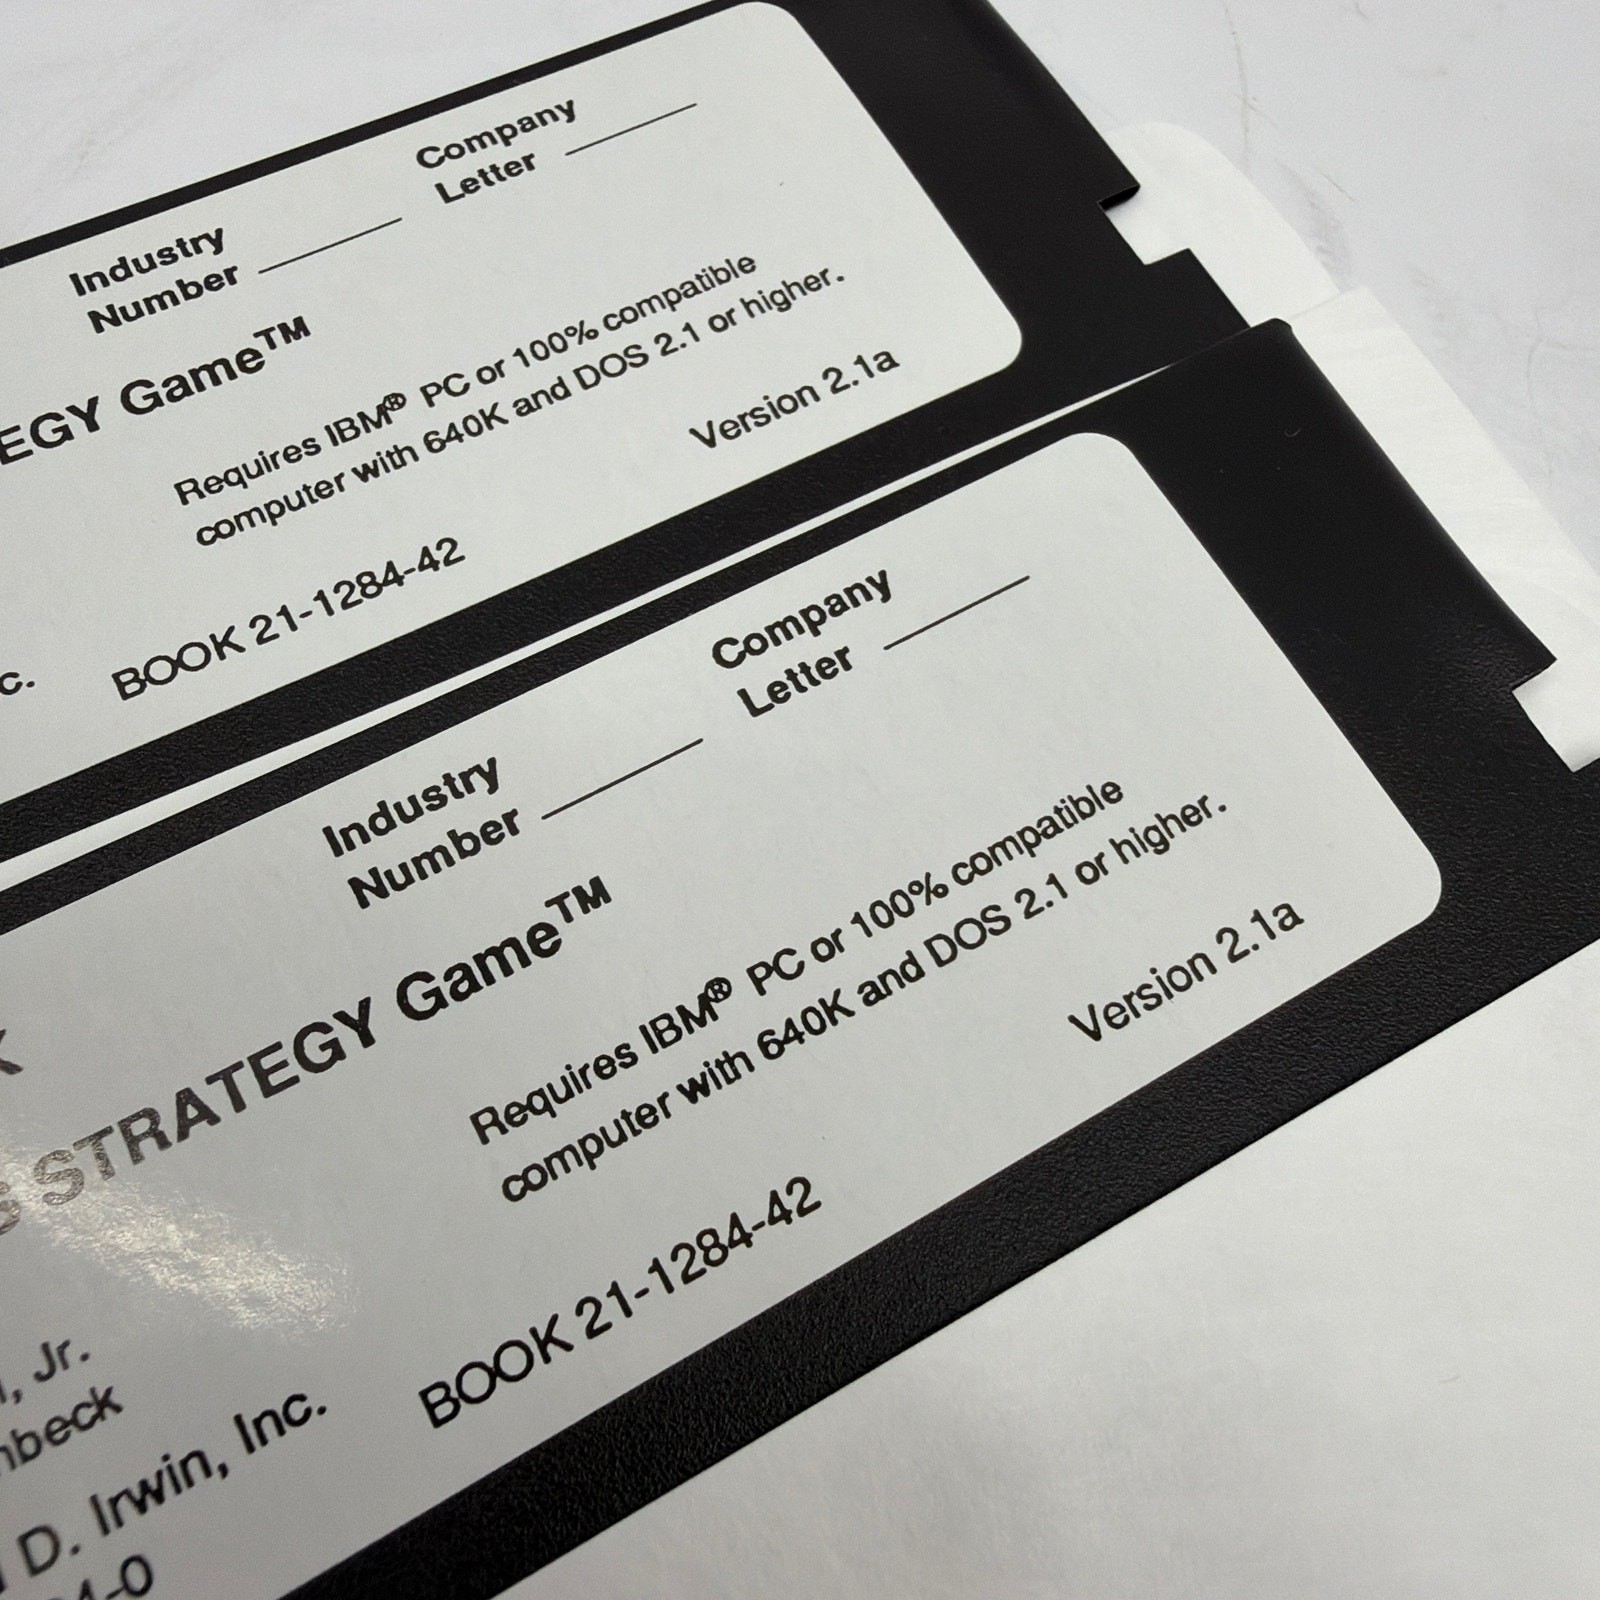 Company
Letter
Industry
Number
Game™
Requires IBM® PC or 100% compatible
computer with 640K and DOS 2.1 or higher.
Version 2.1a
BOOK 21-1284-42
Company
Letter
Industry
Number
STRATEGY Game™
Requires IBM® PC or 100% compatible
computer with 640K and DOS 2.1 or higher.
Version 2.1a
Jr.
D. Irwin, Inc.
BOOK 21-1284-42